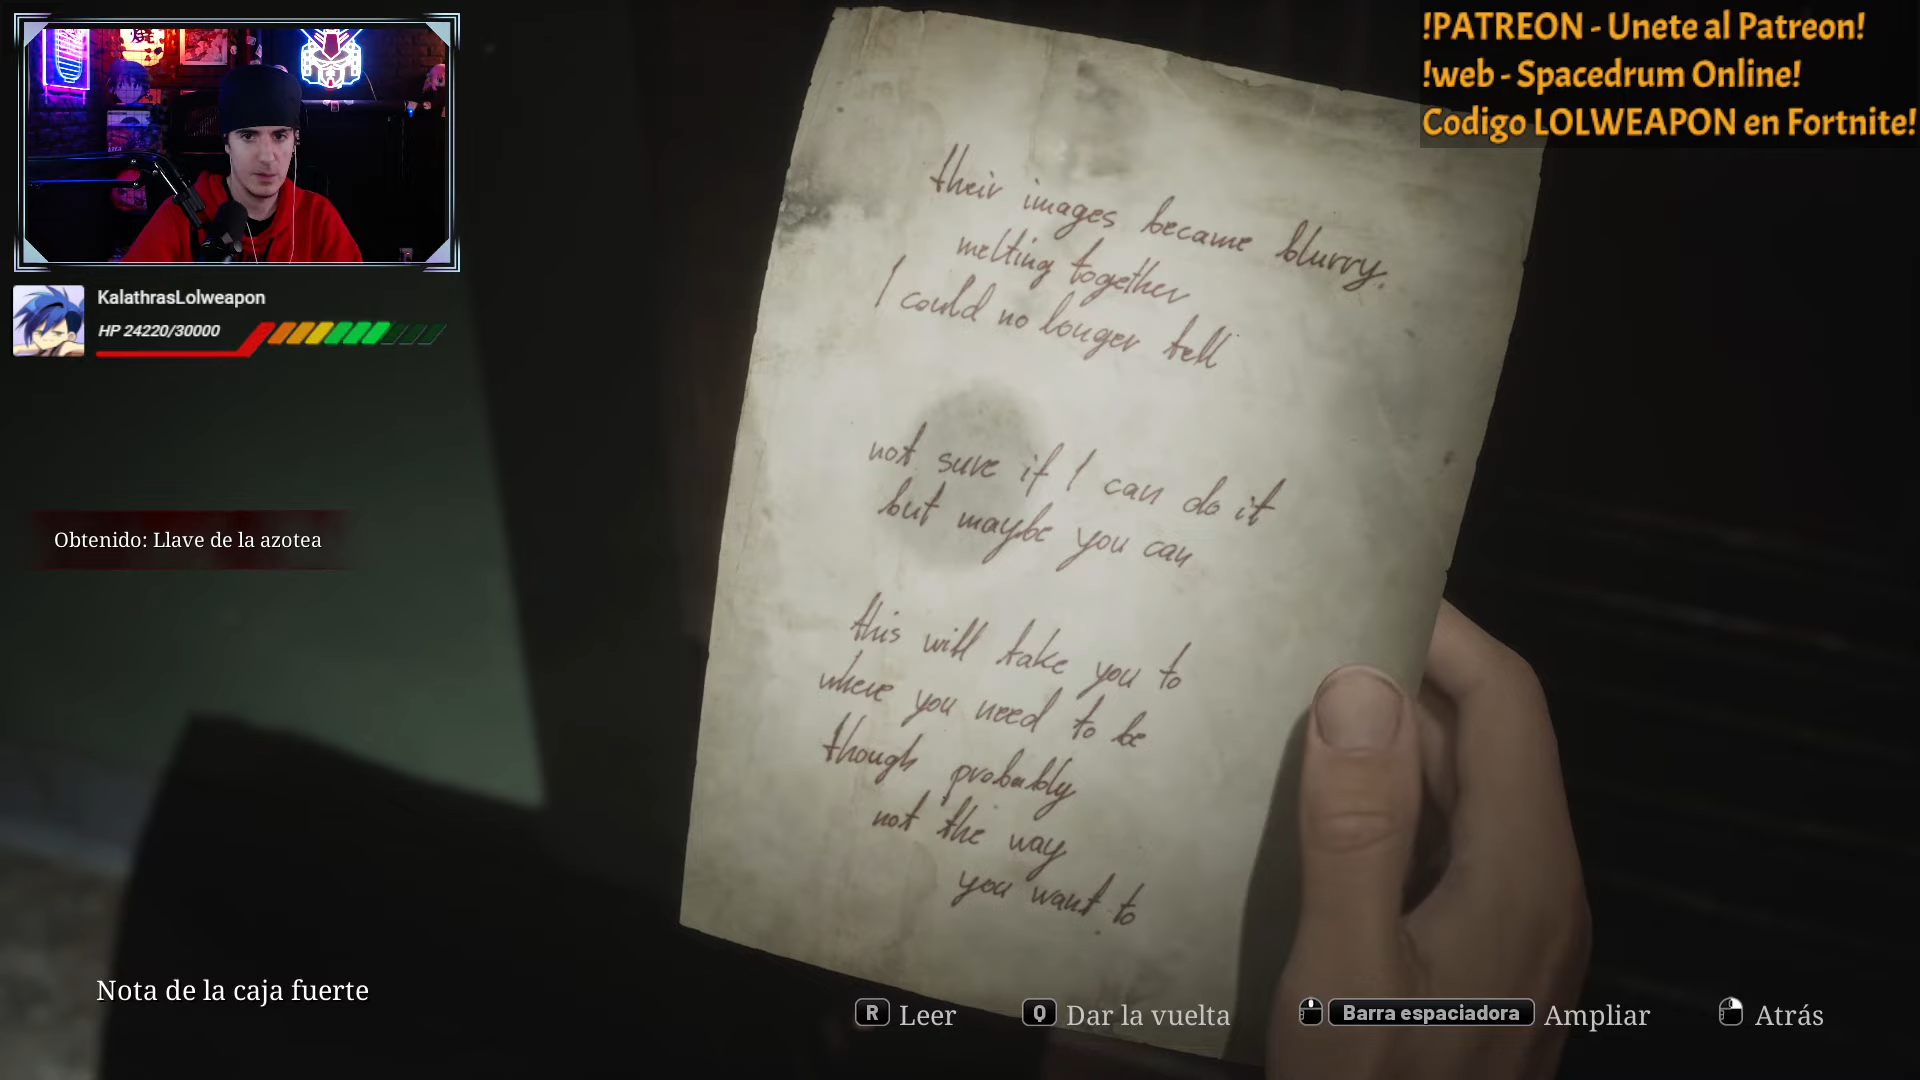 !PATREON - Unete al Patreon!
!web - Spacedrum Online!
Codigo LOLWEAPON en Fortnite!
KalathrasLolweapon
HP 24220/30000
their images became blurry.
melting together
I could no longer tell
not sure if I can do it
but maybe you can
this will take you to
where you need to be
though probably
not the way
you want to
Obtenido: Llave de la azotea
Nota de la caja fuerte
R Leer
Q Dar la vuelta
Barra espaciadora Ampliar
Atrás